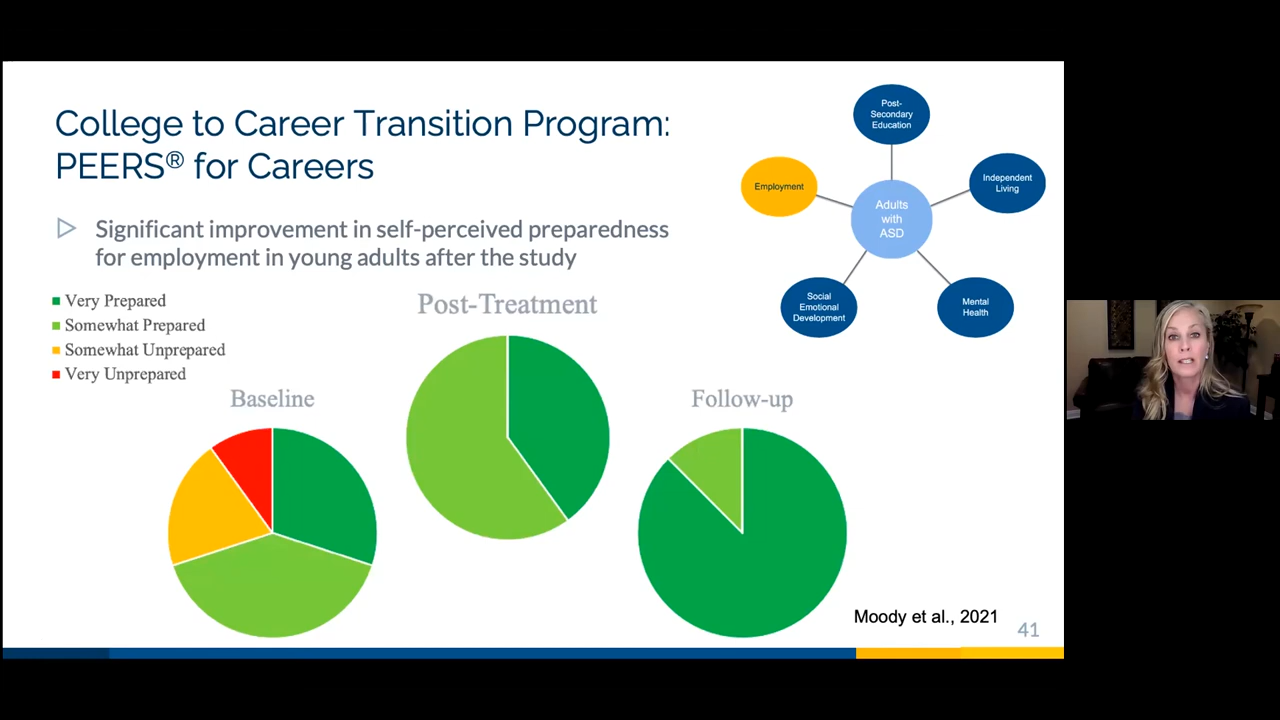 College to Career Transition Program:
PEERS® for Careers
Significant improvement in self-perceived preparedness
for employment in young adults after the study
Very Prepared
Somewhat Prepared
Somewhat Unprepared
Very Unprepared
Baseline
Post-Treatment
Follow-up
Post-
Secondary
Education
Employment
Independent
Living
Adults
with
ASD
Social
Emotional
Development
Mental
Health
Moody et al., 2021
41